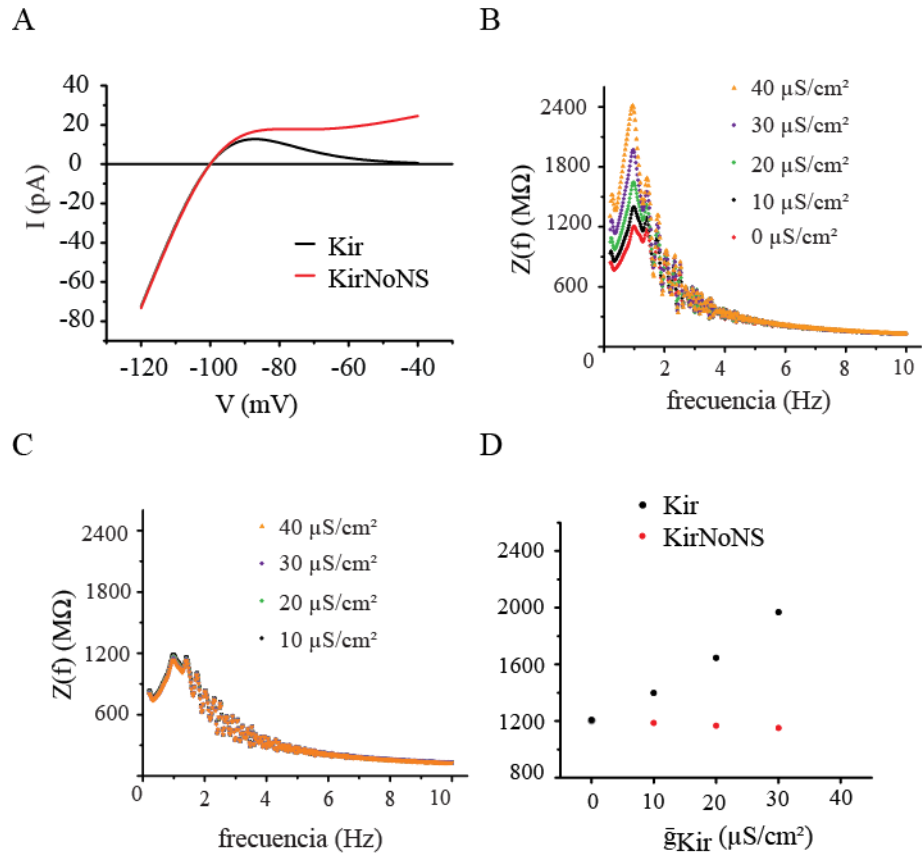 A
I (pA)
40
20
0
-20
-40
-60
-80
-120
-100
-80
-60
-40
V (mV)
Kir
KirNoNS
B
Z(f) (MΩ)
2400
1800
1200
600
0
0
2
4
6
8
10
frecuencia (Hz)
40 µS/cm²
30 µS/cm²
20 µS/cm²
10 µS/cm²
0 µS/cm²
C
Z(f) (MΩ)
2400
1800
1200
600
0
2
4
6
8
10
frecuencia (Hz)
40 µS/cm²
30 µS/cm²
20 µS/cm²
10 µS/cm²
D
Kir
KirNoNS
2400
2000
1600
1200
800
0
10
20
30
40
ḡKir (µS/cm²)